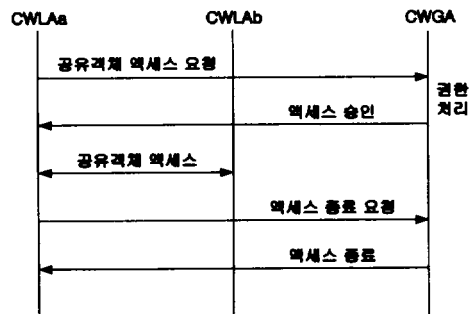 CWLAa
CWLAb
CWGA
공유객체 액세스 요청
권한
처리
액세스 승인
공유객체 액세스
액세스 종료 요청
액세스 종료